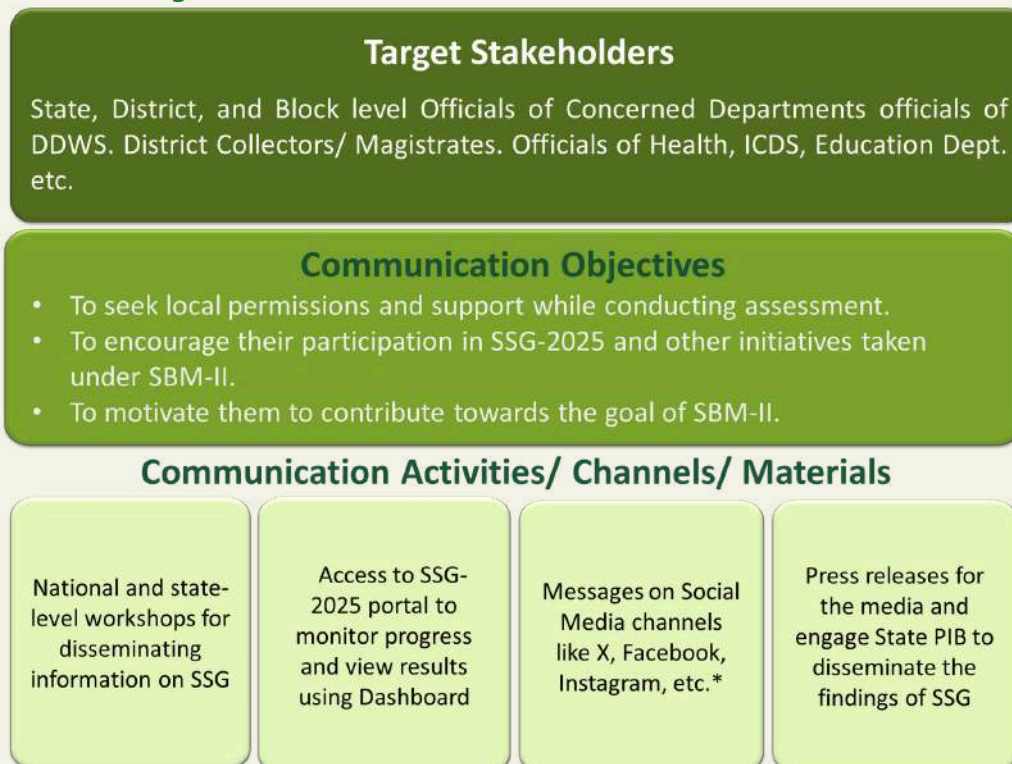 Target Stakeholders
State, District, and Block level Officials of Concerned Departments officials of
DDWS. District Collectors/ Magistrates. Officials of Health, ICDS, Education Dept.
etc.
Communication Objectives
• To seek local permissions and support while conducting assessment.
• To encourage their participation in SSG-2025 and other initiatives taken
under SBM-II.
• To motivate them to contribute towards the goal of SBM-II.
Communication Activities/ Channels/ Materials
National and state-
level workshops for
disseminating
information on SSG
Access to SSG-
2025 portal to
monitor progress
and view results
using Dashboard
Messages on Social
Media channels
like X, Facebook,
Instagram, etc.*
Press releases for
the media and
engage State PIB to
disseminate the
findings of SSG